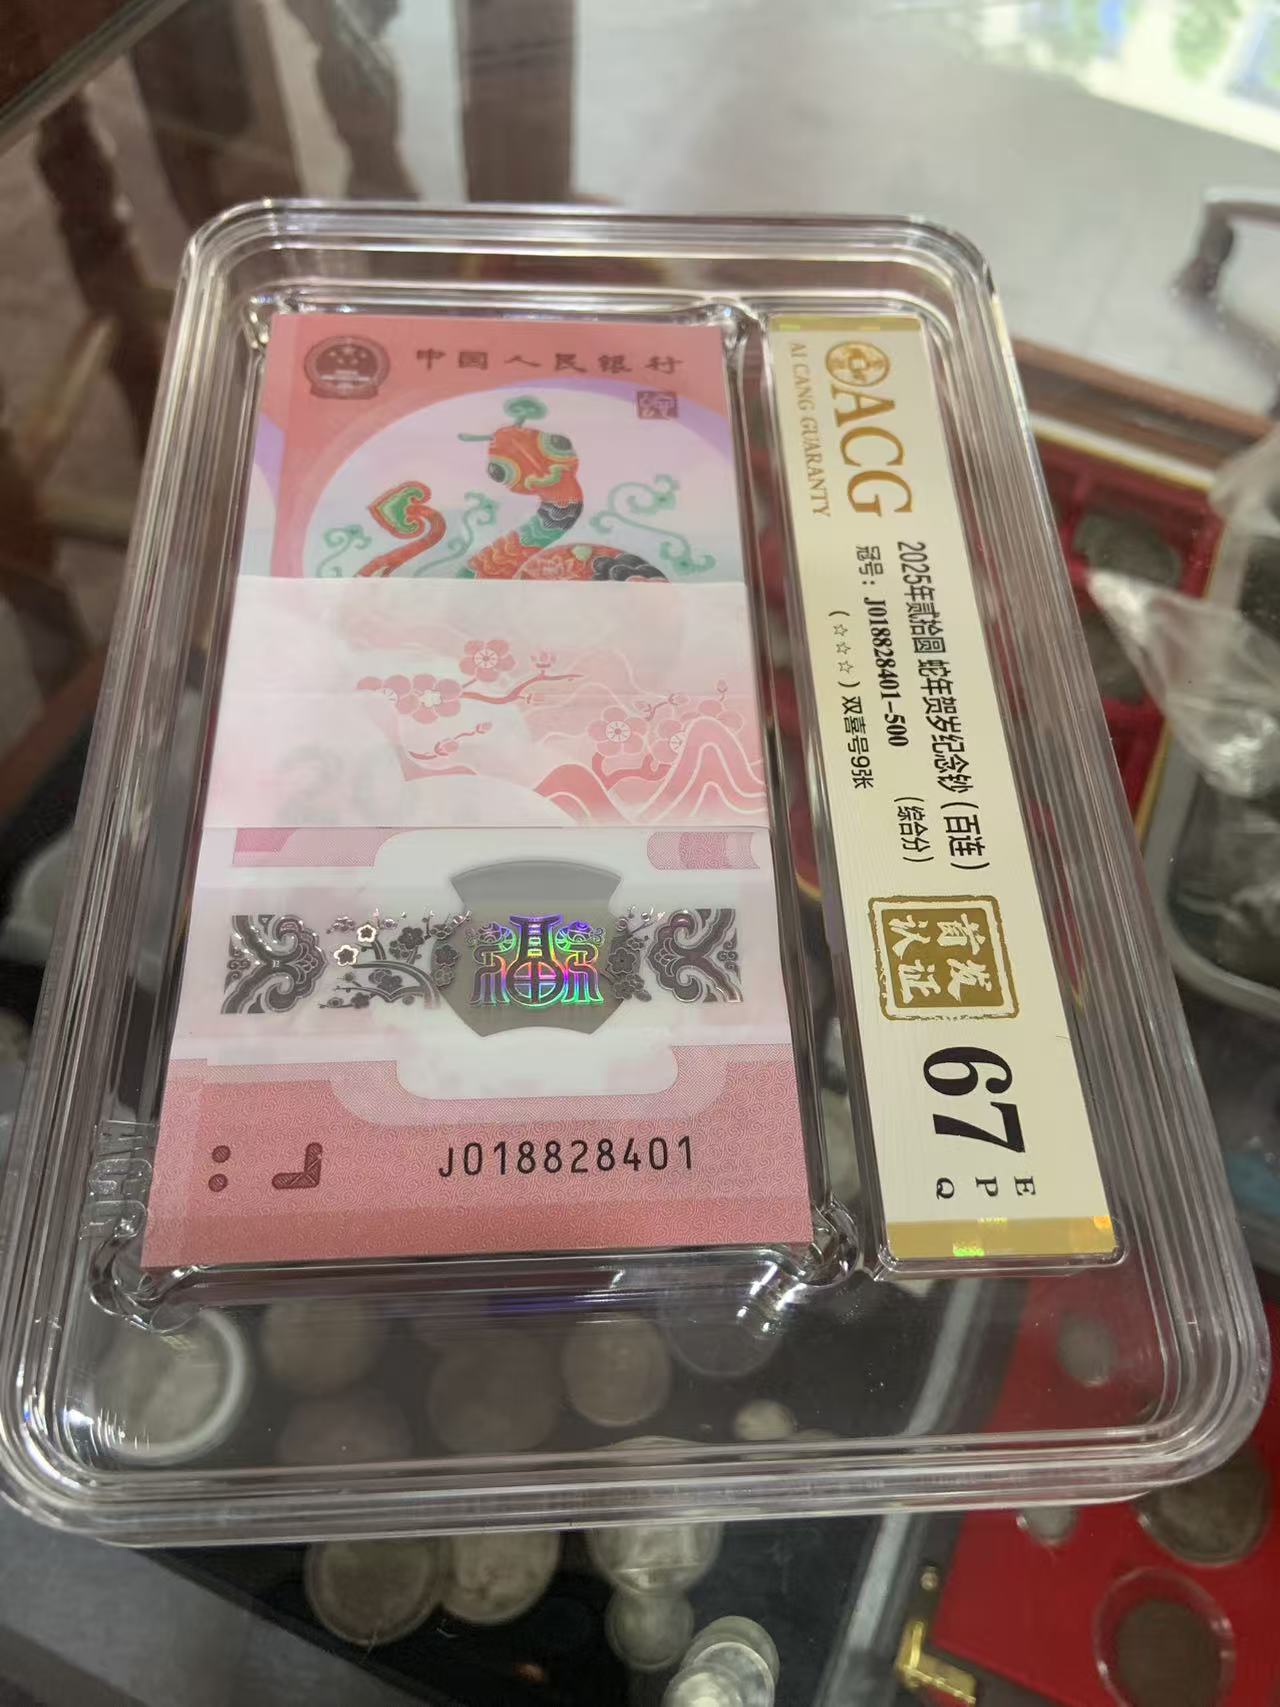 中国人民银行
J018828401
ACG
AI CANG GUARANTY
2025年贰拾圆 蛇年贺岁纪念钞（百连）
冠号：J018828401-500 （综合分）
（☆☆☆）双喜号9张
首发
认证
67
E
P
Q